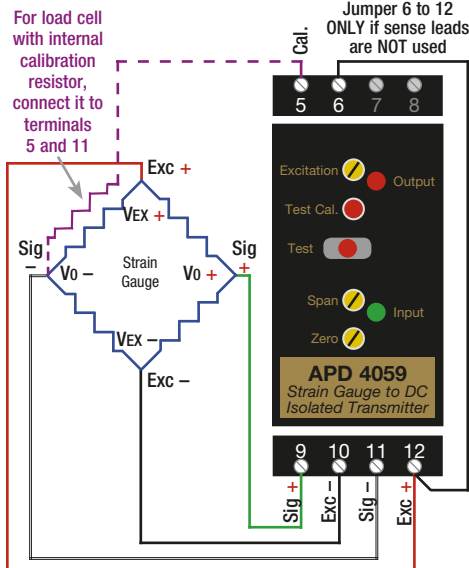 For load cell
with internal
calibration
resistor,
connect it to
terminals
5 and 11
Cal.
Jumper 6 to 12
ONLY if sense leads
are NOT used
5 6 7 8
Exc +
VEX +
Sig
–
VO –
Strain
Gauge
VO +
Sig
+
VEX –
Exc –
Excitation
Output
Test Cal.
Test
Span
Input
Zero
APD 4059
Strain Gauge to DC
Isolated Transmitter
9 10 11 12
Sig +
Exc –
Sig –
Exc +